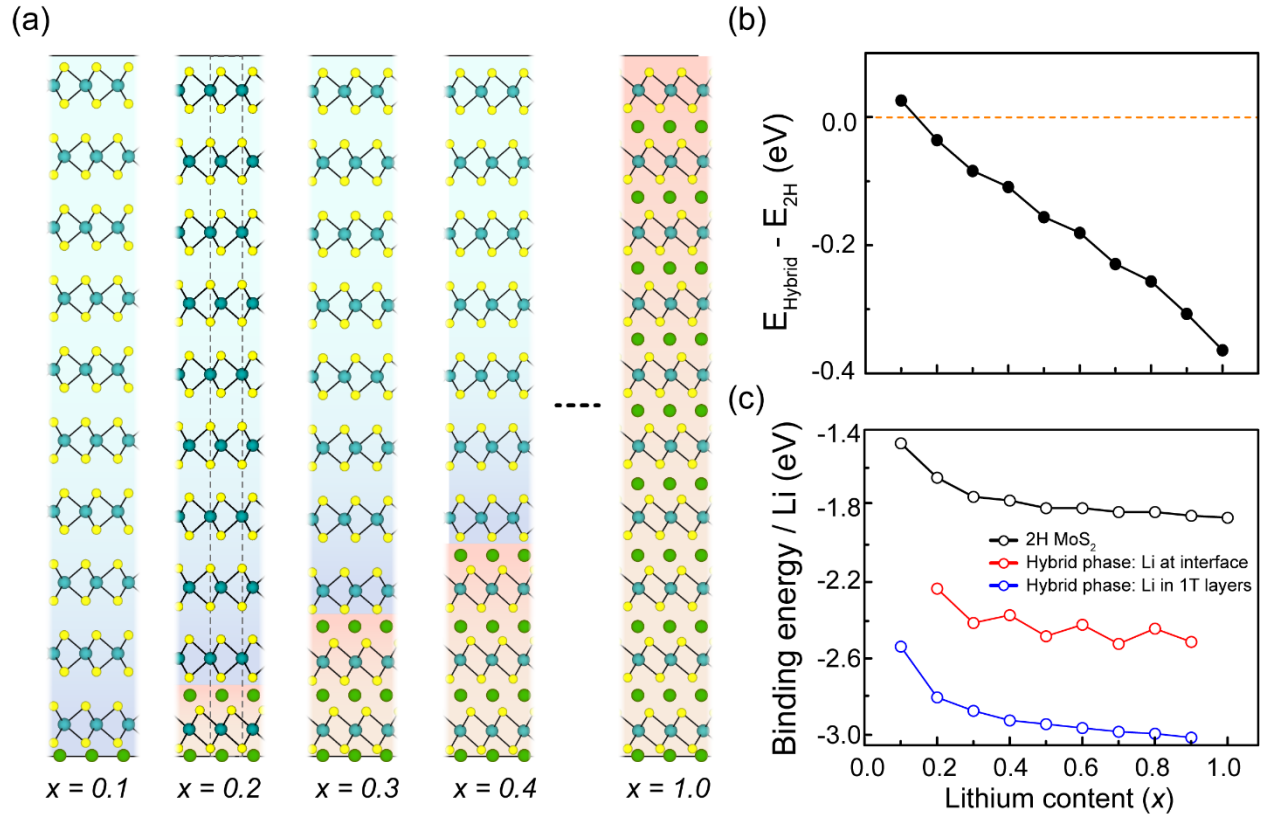 (a)
x = 0.1
x = 0.2
x = 0.3
x = 0.4
x = 1.0
(b)
E_Hybrid - E_2H (eV)
0.0
-0.2
-0.4
(c)
Binding energy / Li (eV)
-1.4
-1.8
-2.2
-2.6
-3.0
2H MoS₂
Hybrid phase: Li at interface
Hybrid phase: Li in 1T layers
0.0 0.2 0.4 0.6 0.8 1.0
Lithium content (x)